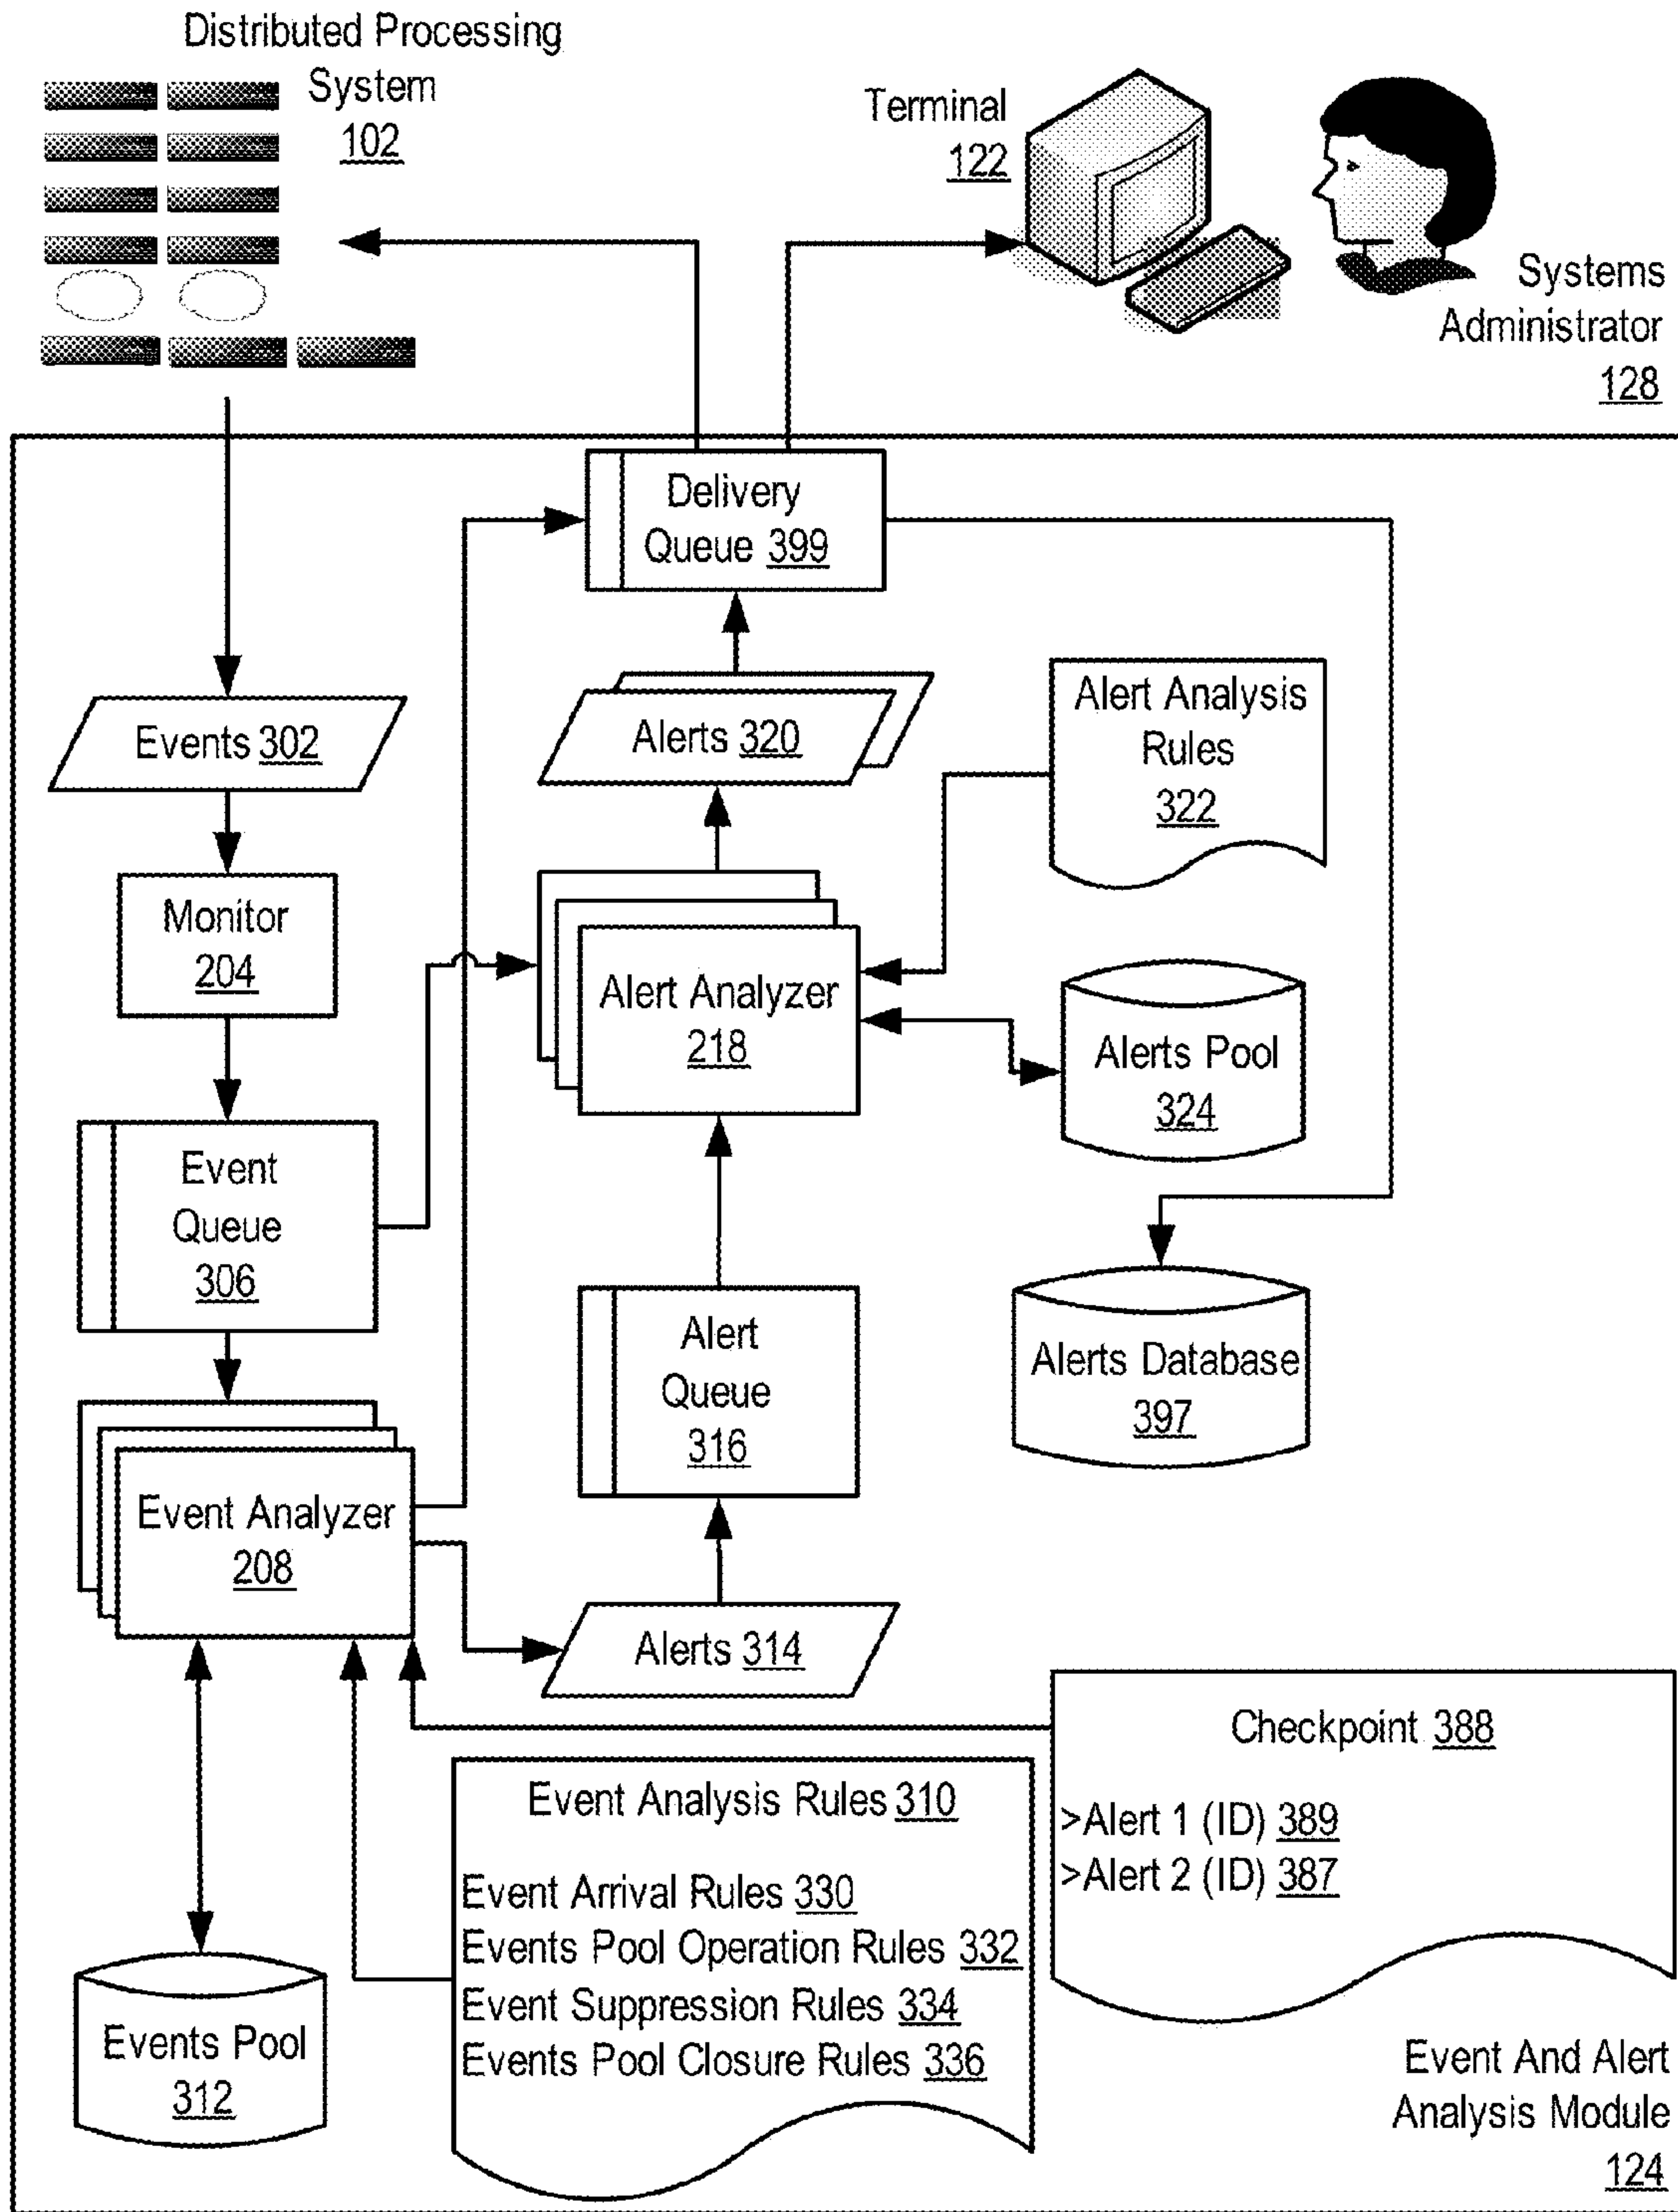 Distributed Processing
System
102
Terminal
122
Systems
Administrator
128
Delivery
Queue 399
Events 302
Alerts 320
Alert Analysis
Rules
322
Monitor
204
Alert Analyzer
218
Alerts Pool
324
Event
Queue
306
Alert
Queue
316
Alerts Database
397
Event Analyzer
208
Alerts 314
Checkpoint 388
>Alert 1 (ID) 389
>Alert 2 (ID) 387
Event Analysis Rules 310
Event Arrival Rules 330
Events Pool Operation Rules 332
Event Suppression Rules 334
Events Pool Closure Rules 336
Events Pool
312
Event And Alert
Analysis Module
124